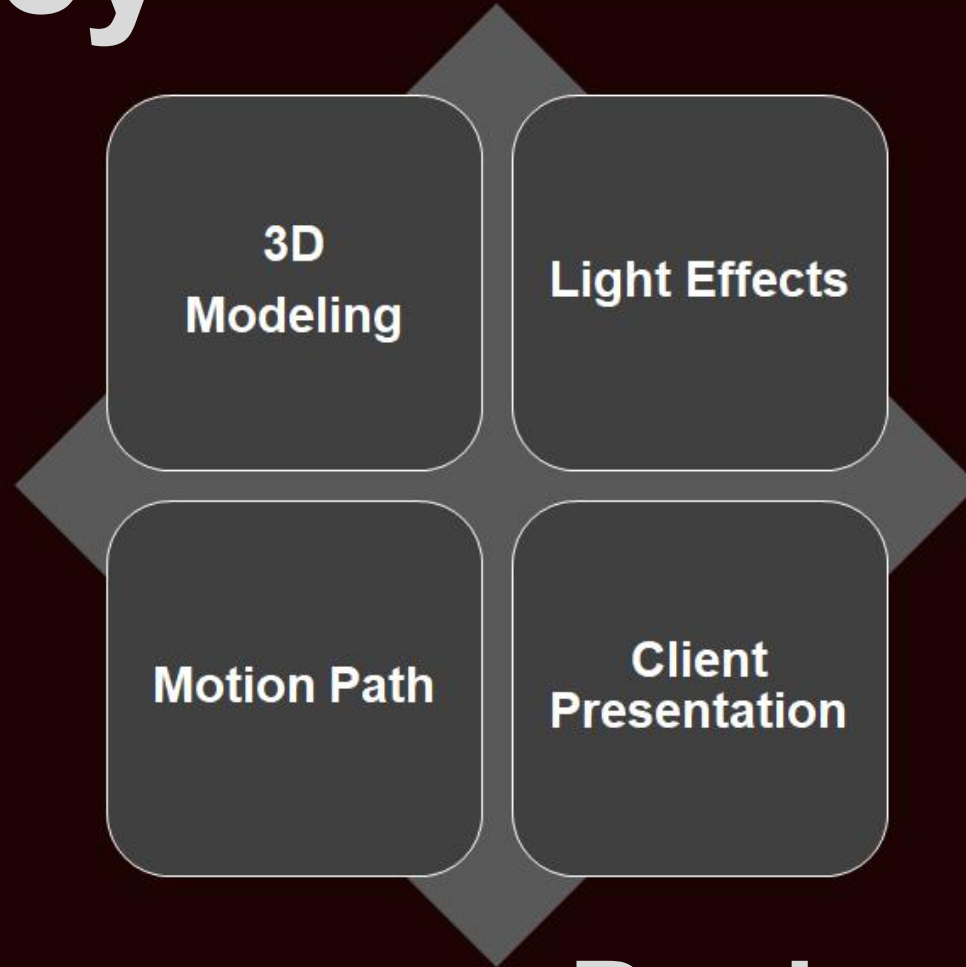 3D
Modeling
Light Effects
Motion Path
Client
Presentation